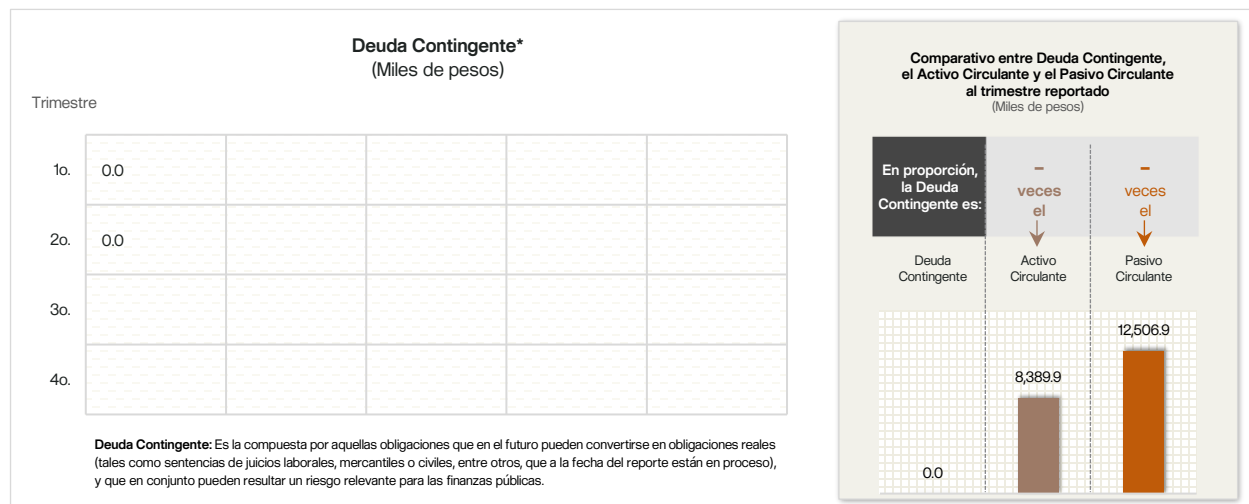 Deuda Contingente*
(Miles de pesos)
Trimestre
1o. 0.0
2o. 0.0
3o.
4o.
Deuda Contingente: Es la compuesta por aquellas obligaciones que en el futuro pueden convertirse en obligaciones reales
(tales como sentencias de juicios laborales, mercantiles o civiles, entre otros, que a la fecha del reporte están en proceso),
y que en conjunto pueden resultar un riesgo relevante para las finanzas públicas.
Comparativo entre Deuda Contingente,
el Activo Circulante y el Pasivo Circulante
al trimestre reportado
(Miles de pesos)
En proporción,
la Deuda
Contingente es:
–
veces
el
–
veces
el
Deuda
Contingente
Activo
Circulante
Pasivo
Circulante
12,506.9
8,389.9
0.0